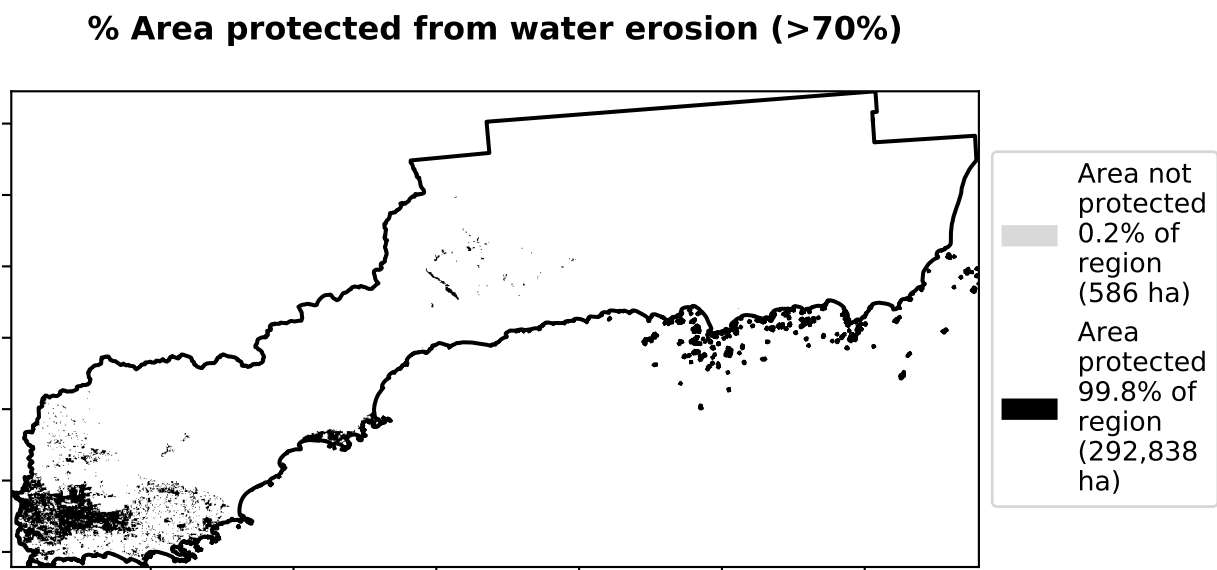 % Area protected from water erosion (>70%)
Area not
protected
0.2% of
region
(586 ha)
Area
protected
99.8% of
region
(292,838
ha)